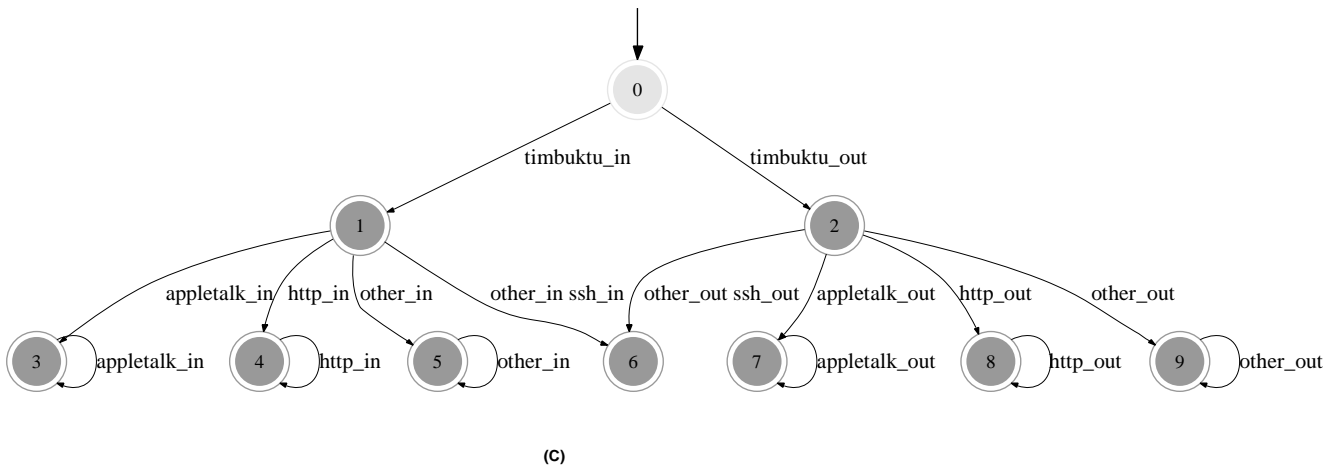 0
timbuktu_in
timbuktu_out
1
2
appletalk_in
http_in
other_in
other_in ssh_in
other_out ssh_out
appletalk_out
http_out
other_out
3
appletalk_in
4
http_in
5
other_in
6
7
appletalk_out
8
http_out
9
other_out
(C)